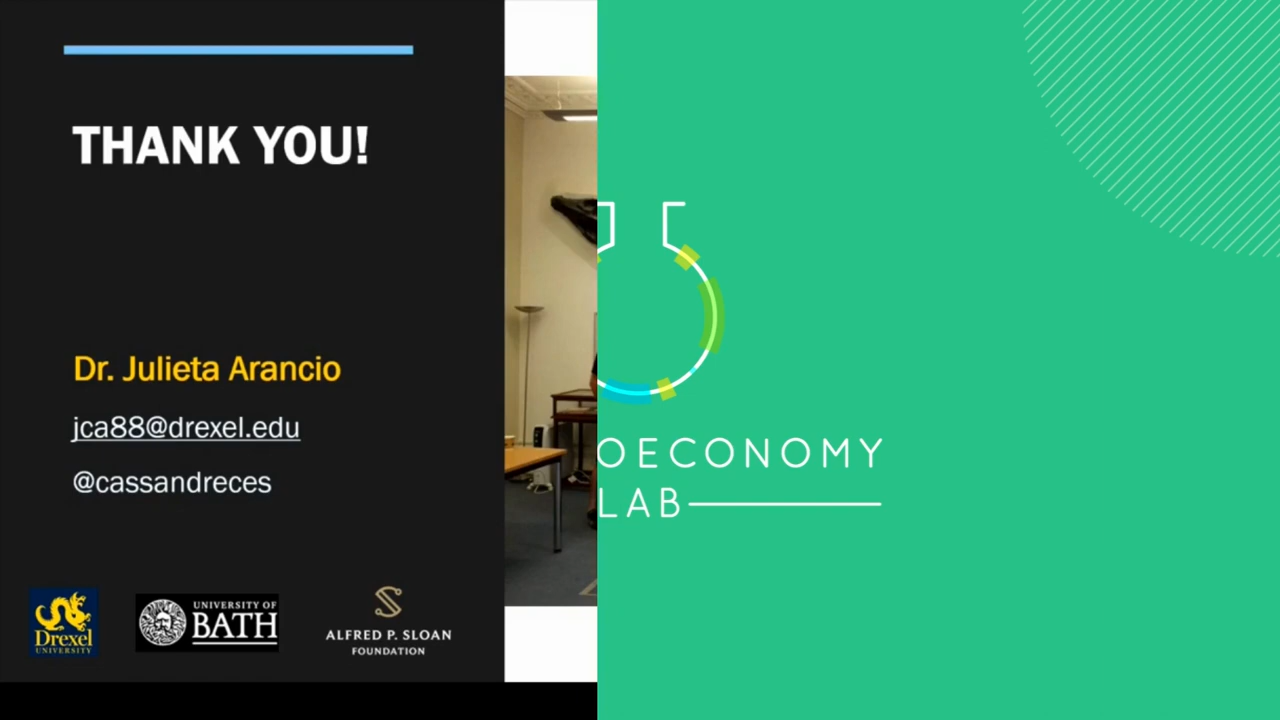 THANK YOU!
Dr. Julieta Arancio
jca88@drexel.edu
@cassandreces
Drexel
UNIVERSITY
UNIVERSITY OF
BATH
ALFRED P. SLOAN
FOUNDATION
OECONOMY
LAB